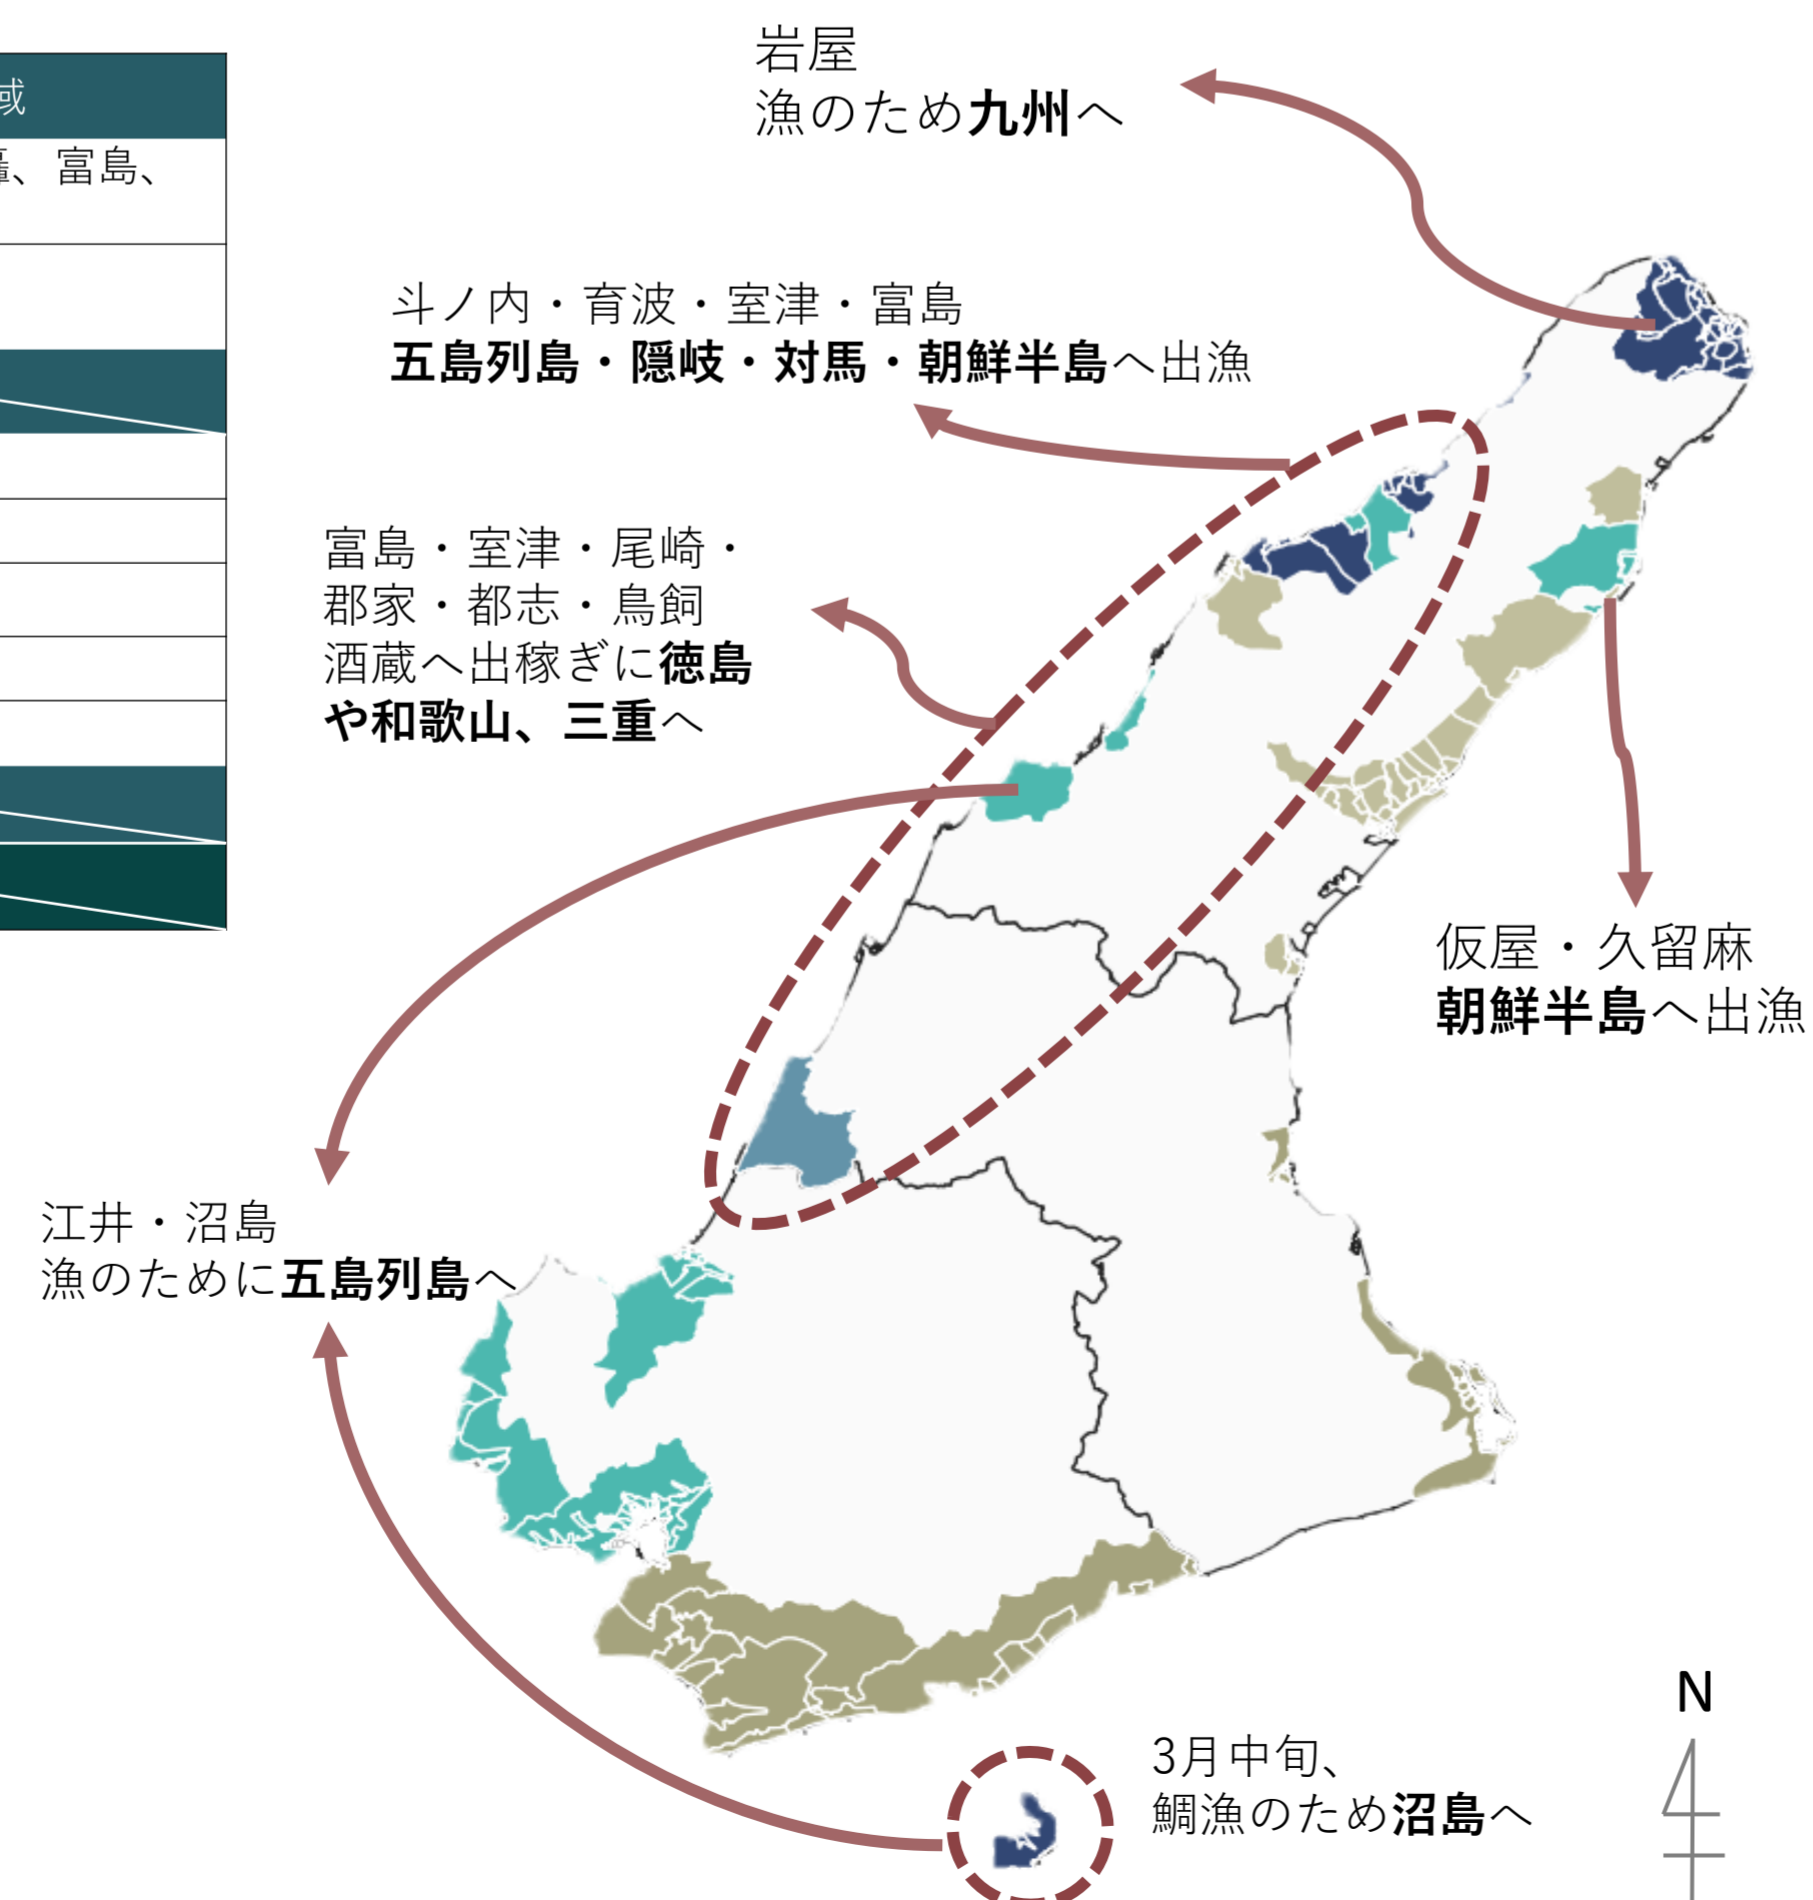 域
、富島、
岩屋
漁のため九州へ
斗ノ内・育波・室津・富島
五島列島・隠岐・対馬・朝鮮半島へ出漁
富島・室津・尾崎・
郡家・都志・鳥飼
酒蔵へ出稼ぎに徳島
や和歌山、三重へ
仮屋・久留麻
朝鮮半島へ出漁
江井・沼島
漁のために五島列島へ
3月中旬、
鯛漁のため沼島へ
N